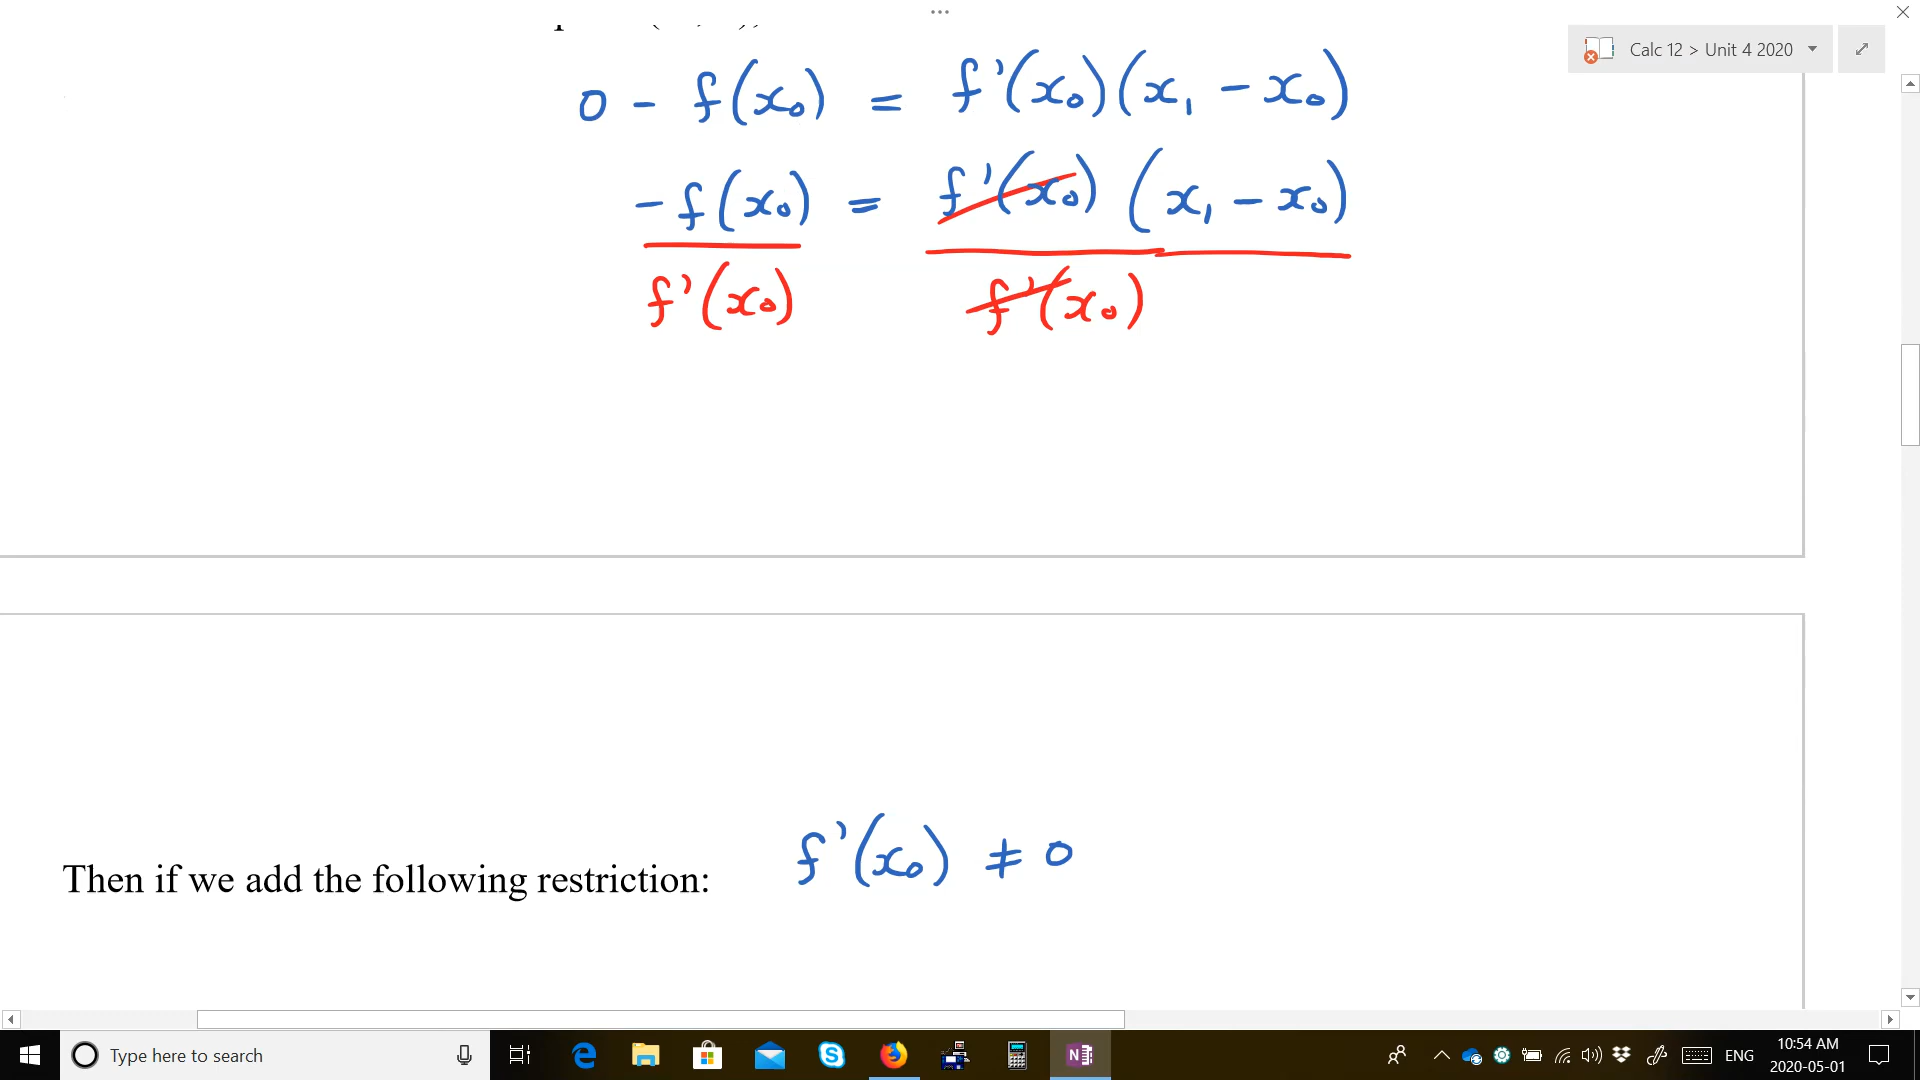 Calc 12 > Unit 4 2020
0 - f(x₀) = f'(x₀)(x₁ - x₀)
-f(x₀) = f'(x₀) (x₁ - x₀)
f'(x₀) f'(x₀)
Then if we add the following restriction: f'(x₀) ≠ 0
Type here to search
ENG
10:54 AM
2020-05-01